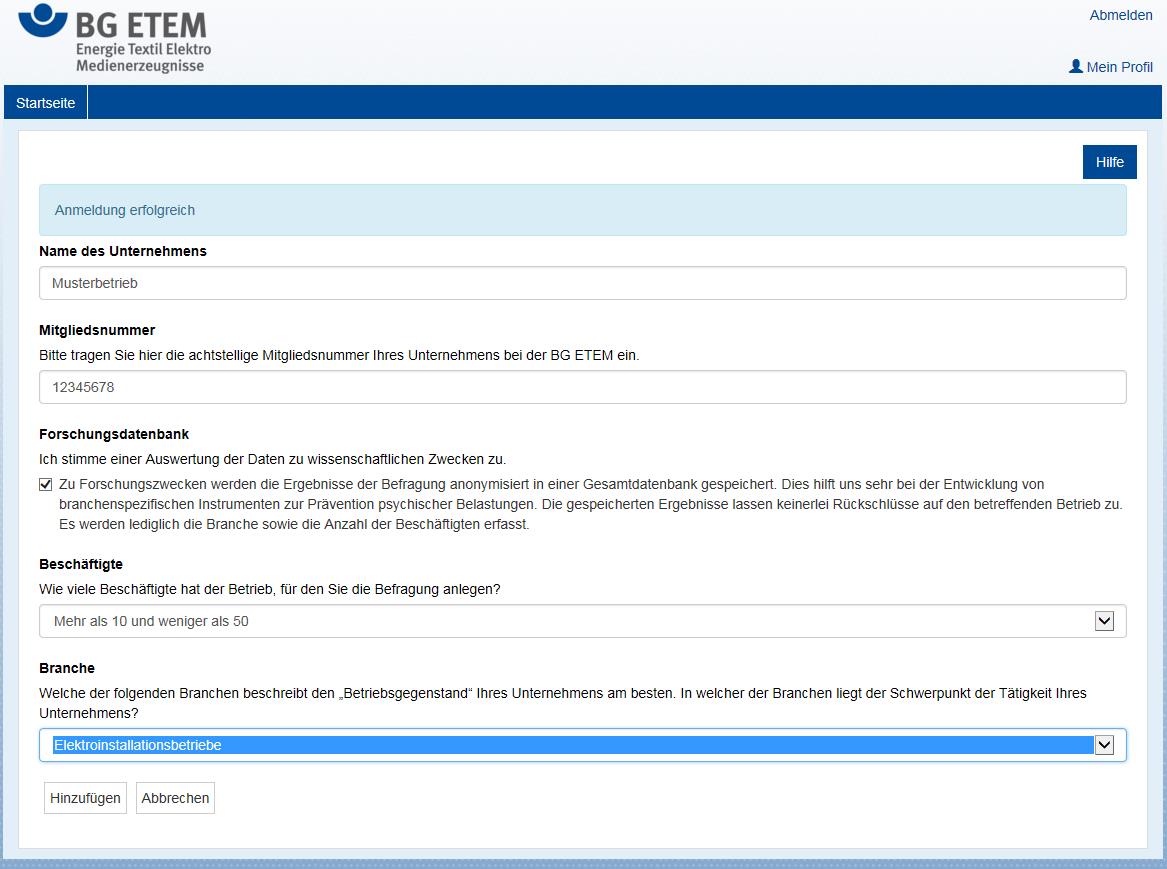 BG ETEM
Energie Textil Elektro
Medienerzeugnisse
Abmelden
Mein Profil
Startseite
Hilfe
Anmeldung erfolgreich
Name des Unternehmens
Musterbetrieb
Mitgliedsnummer
Bitte tragen Sie hier die achtstellige Mitgliedsnummer Ihres Unternehmens bei der BG ETEM ein.
12345678
Forschungsdatenbank
Ich stimme einer Auswertung der Daten zu wissenschaftlichen Zwecken zu.
Zu Forschungszwecken werden die Ergebnisse der Befragung anonymisiert in einer Gesamtdatenbank gespeichert. Dies hilft uns sehr bei der Entwicklung von
branchenspezifischen Instrumenten zur Prävention psychischer Belastungen. Die gespeicherten Ergebnisse lassen keinerlei Rückschlüsse auf den betreffenden Betrieb zu.
Es werden lediglich die Branche sowie die Anzahl der Beschäftigten erfasst.
Beschäftigte
Wie viele Beschäftigte hat der Betrieb, für den Sie die Befragung anlegen?
Mehr als 10 und weniger als 50
Branche
Welche der folgenden Branchen beschreibt den „Betriebsgegenstand“ Ihres Unternehmens am besten. In welcher der Branchen liegt der Schwerpunkt der Tätigkeit Ihres
Unternehmens?
Elektroinstallationsbetriebe
Hinzufügen
Abbrechen